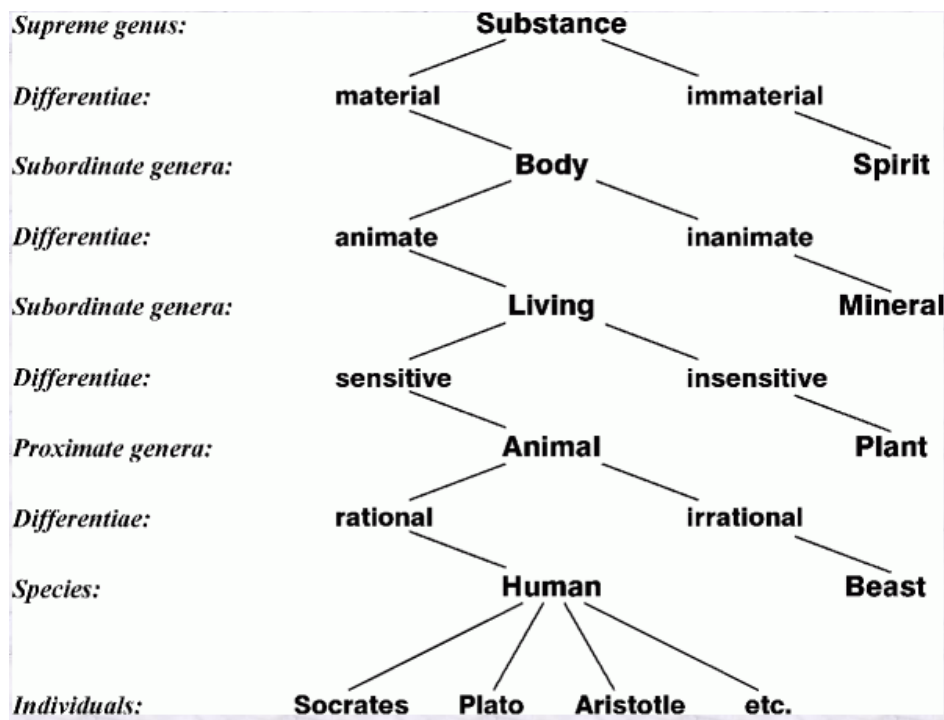 Supreme genus: Substance
Differentiae: material immaterial
Subordinate genera: Body Spirit
Differentiae: animate inanimate
Subordinate genera: Living Mineral
Differentiae: sensitive insensitive
Proximate genera: Animal Plant
Differentiae: rational irrational
Species: Human Beast
Individuals: Socrates Plato Aristotle etc.